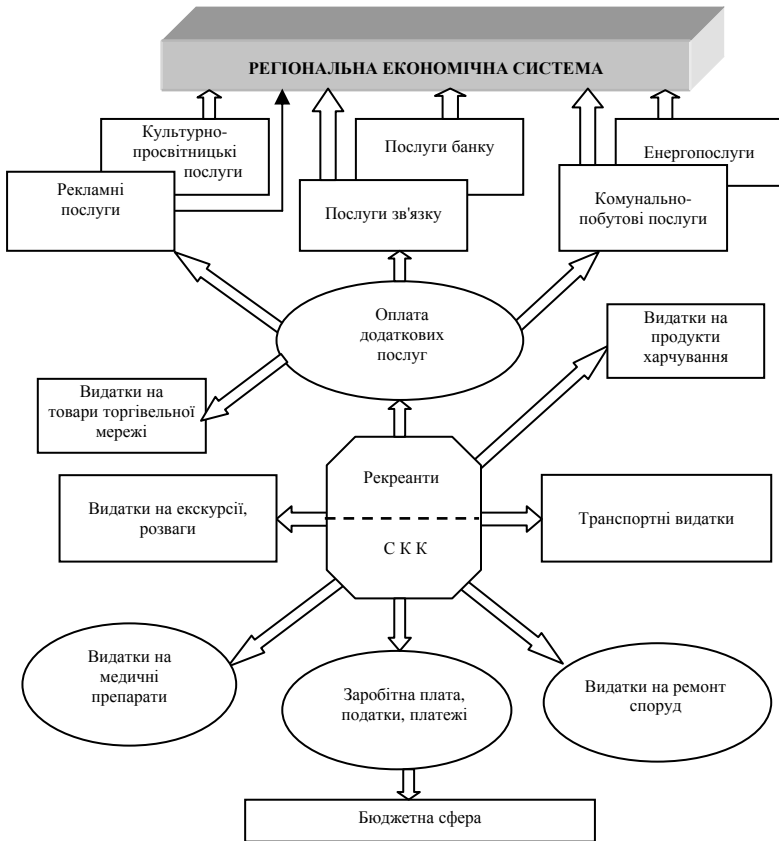 РЕГІОНАЛЬНА ЕКОНОМІЧНА СИСТЕМА
Культурно-
просвітницькі
послуги
Послуги банку
Енергопослуги
Рекламні
послуги
Послуги зв'язку
Комунально-
побутові послуги
Оплата
додаткових
послуг
Видатки на
продукти
харчування
Видатки на
товари торгівельної
мережі
Рекреанти
Видатки на екскурсії,
розваги
Транспортні видатки
С К К
Видатки на
медичні
препарати
Заробітна плата,
податки, платежі
Видатки на ремонт
споруд
Бюджетна сфера